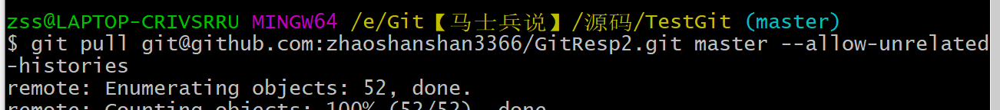 zss@LAPTOP-CRIVSRRU MINGW64 /e/Git【马士兵说】/源码/TestGit (master)
$ git pull git@github.com:zhaoshanshan3366/GitResp2.git master --allow-unrelated
-histories
remote: Enumerating objects: 52, done.
remote: Counting objects: 100% (52/52), done.